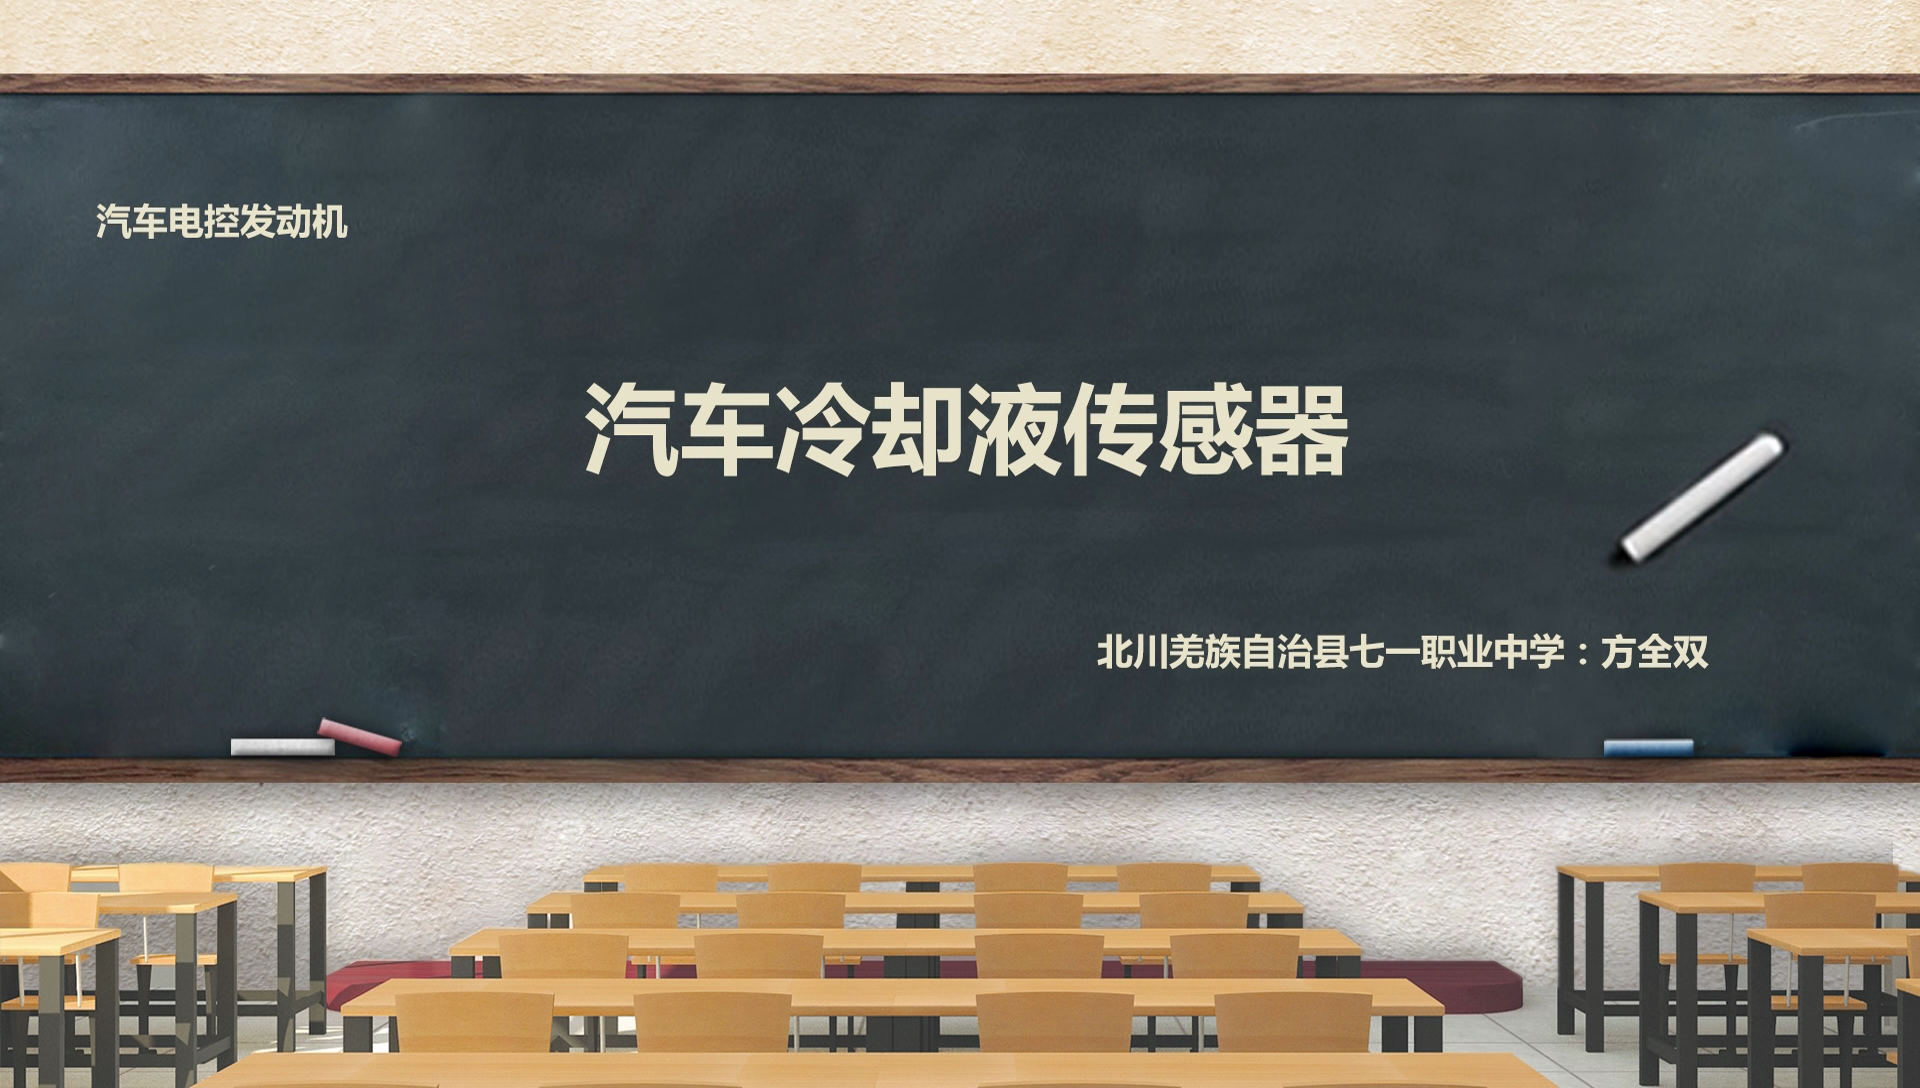 汽车电控发动机
汽车冷却液传感器
北川羌族自治县七一职业中学：方全双